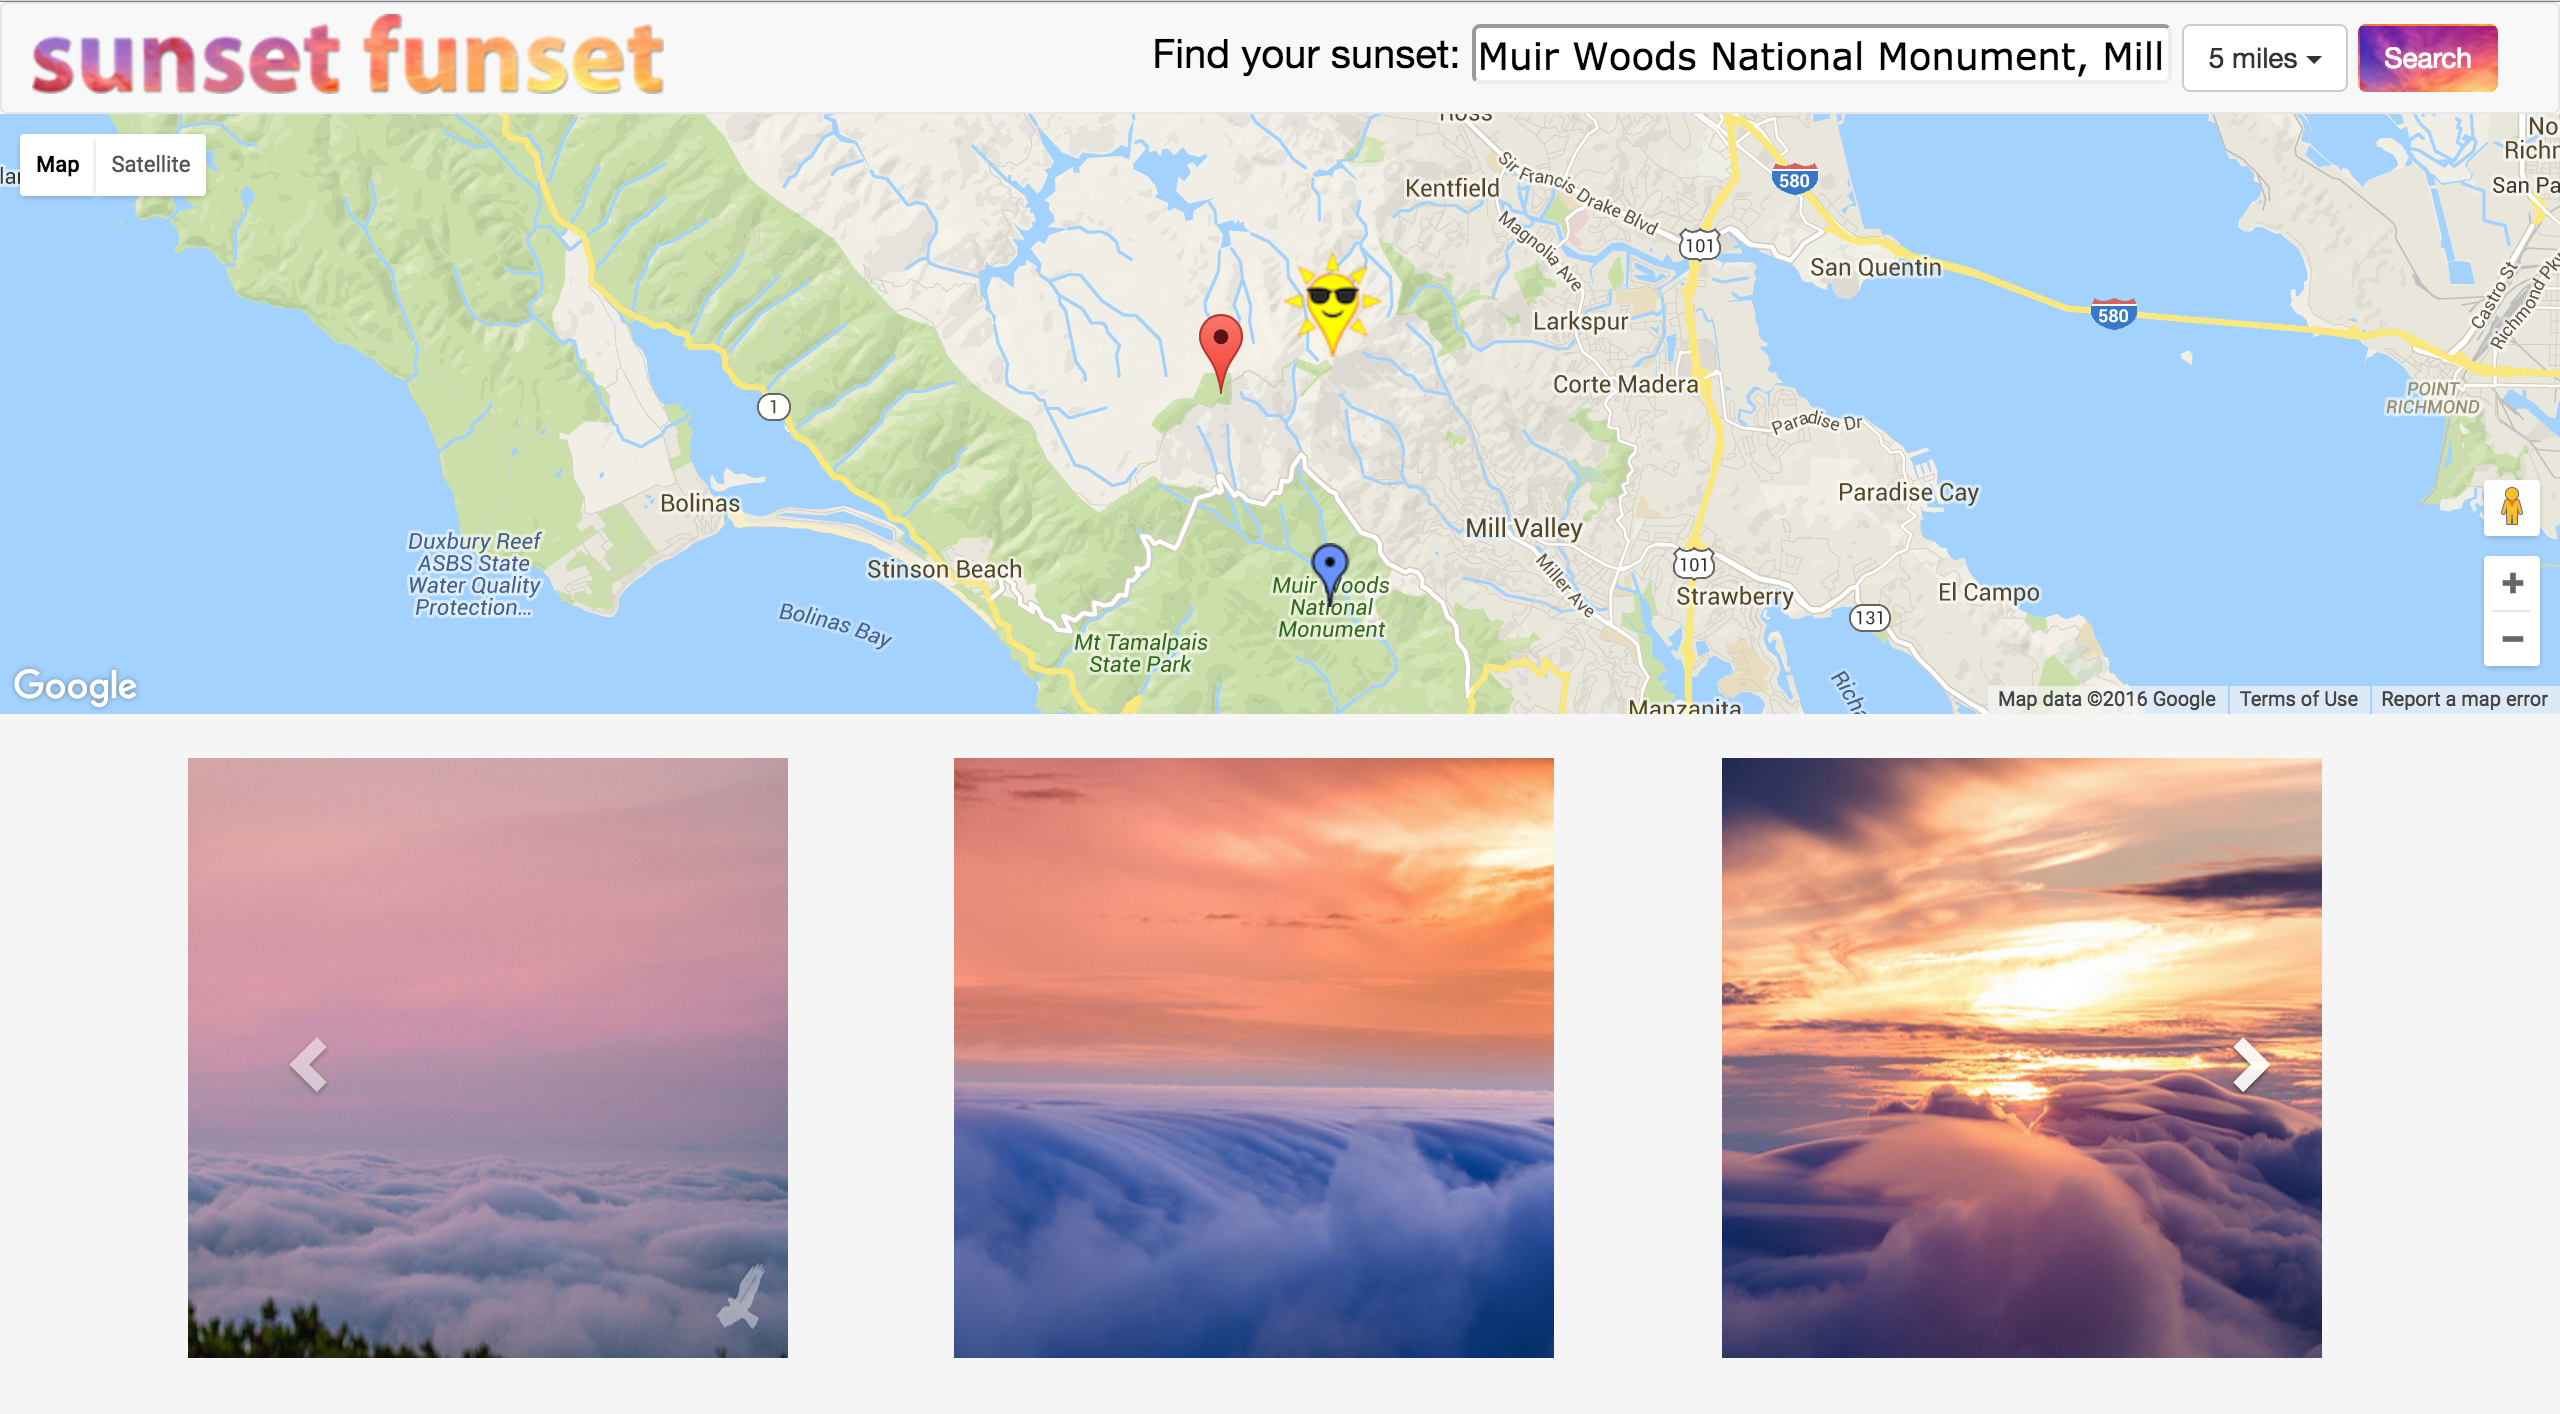 sunset funset
Find your sunset:
Muir Woods National Monument, Mill
5 miles
Search
Map
Satellite
Ross
Sir Francis Drake Blvd
Kentfield
Magnolia Ave
580
101
San Quentin
580
Castro St
Richmond Pkwy
San Pa
No
Richm
Larkspur
Corte Madera
1
Paradise Dr
POINT
RICHMOND
Bolinas
Paradise Cay
Mill Valley
Duxbury Reef
ASBS State
Water Quality
Protection...
Stinson Beach
101
Miller Ave
Muir Woods
National
Monument
Strawberry
El Campo
131
Bolinas Bay
Mt Tamalpais
State Park
Manzanita
Google
Map data ©2016 Google
Terms of Use
Report a map error